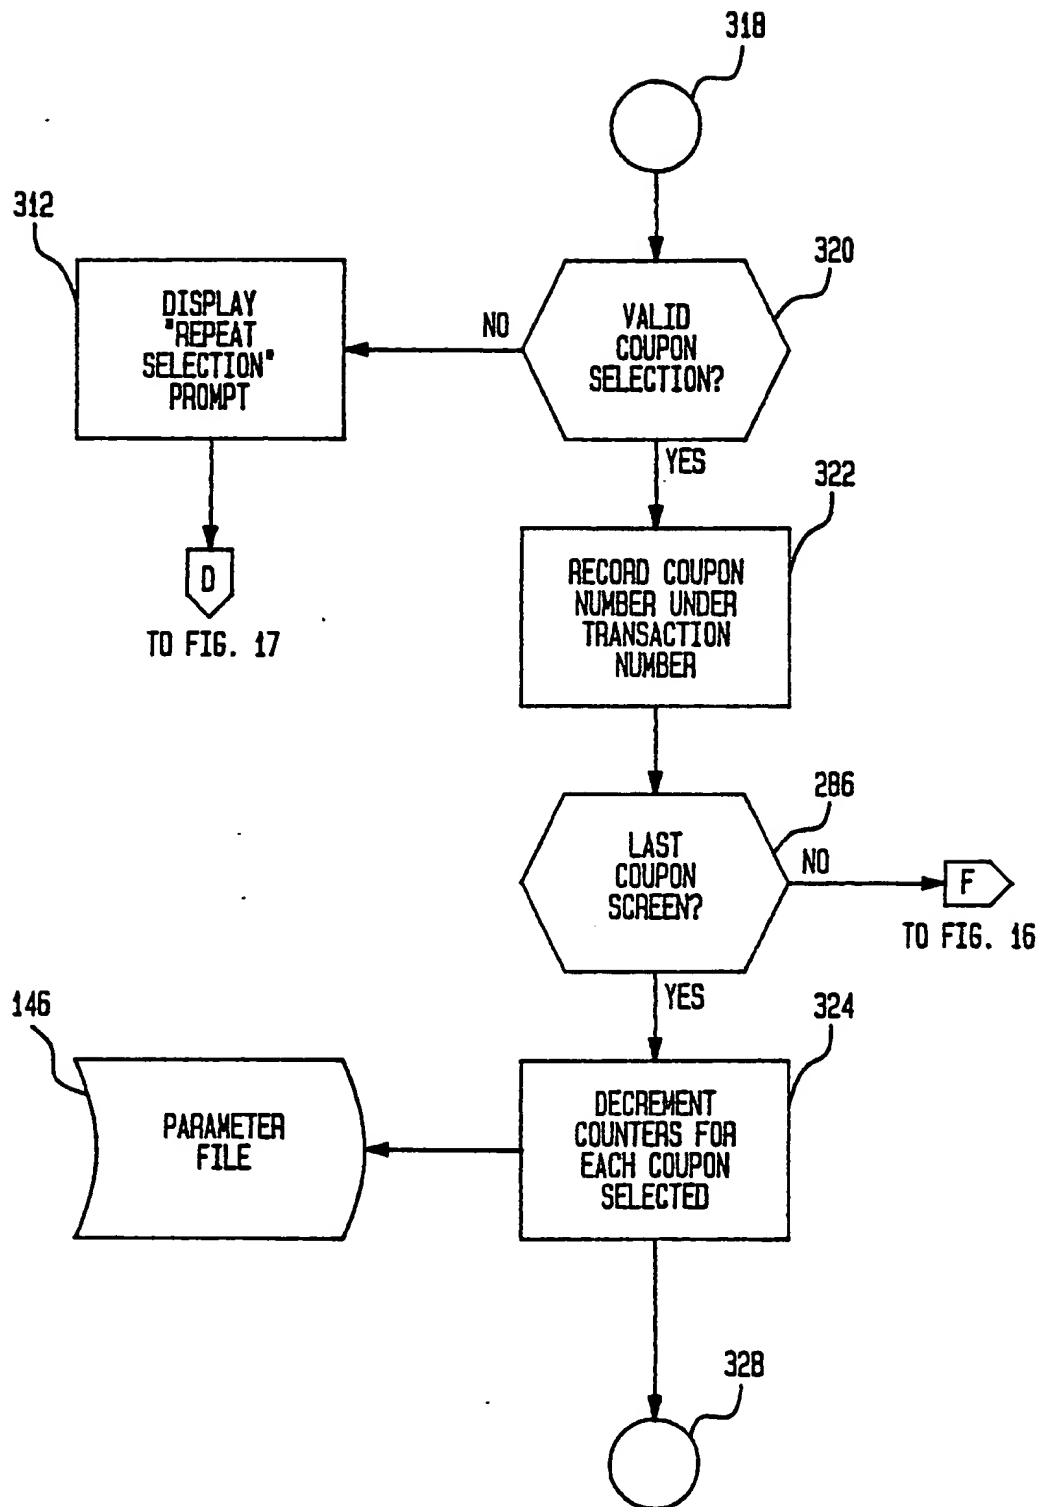 318
312
320
DISPLAY
"REPEAT
SELECTION"
PROMPT
NO
VALID
COUPON
SELECTION?
YES
322
D
TO FIG. 17
RECORD COUPON
NUMBER UNDER
TRANSACTION
NUMBER
286
LAST
COUPON
SCREEN?
NO
F
TO FIG. 16
YES
146
324
PARAMETER
FILE
DECREMENT
COUNTERS FOR
EACH COUPON
SELECTED
328